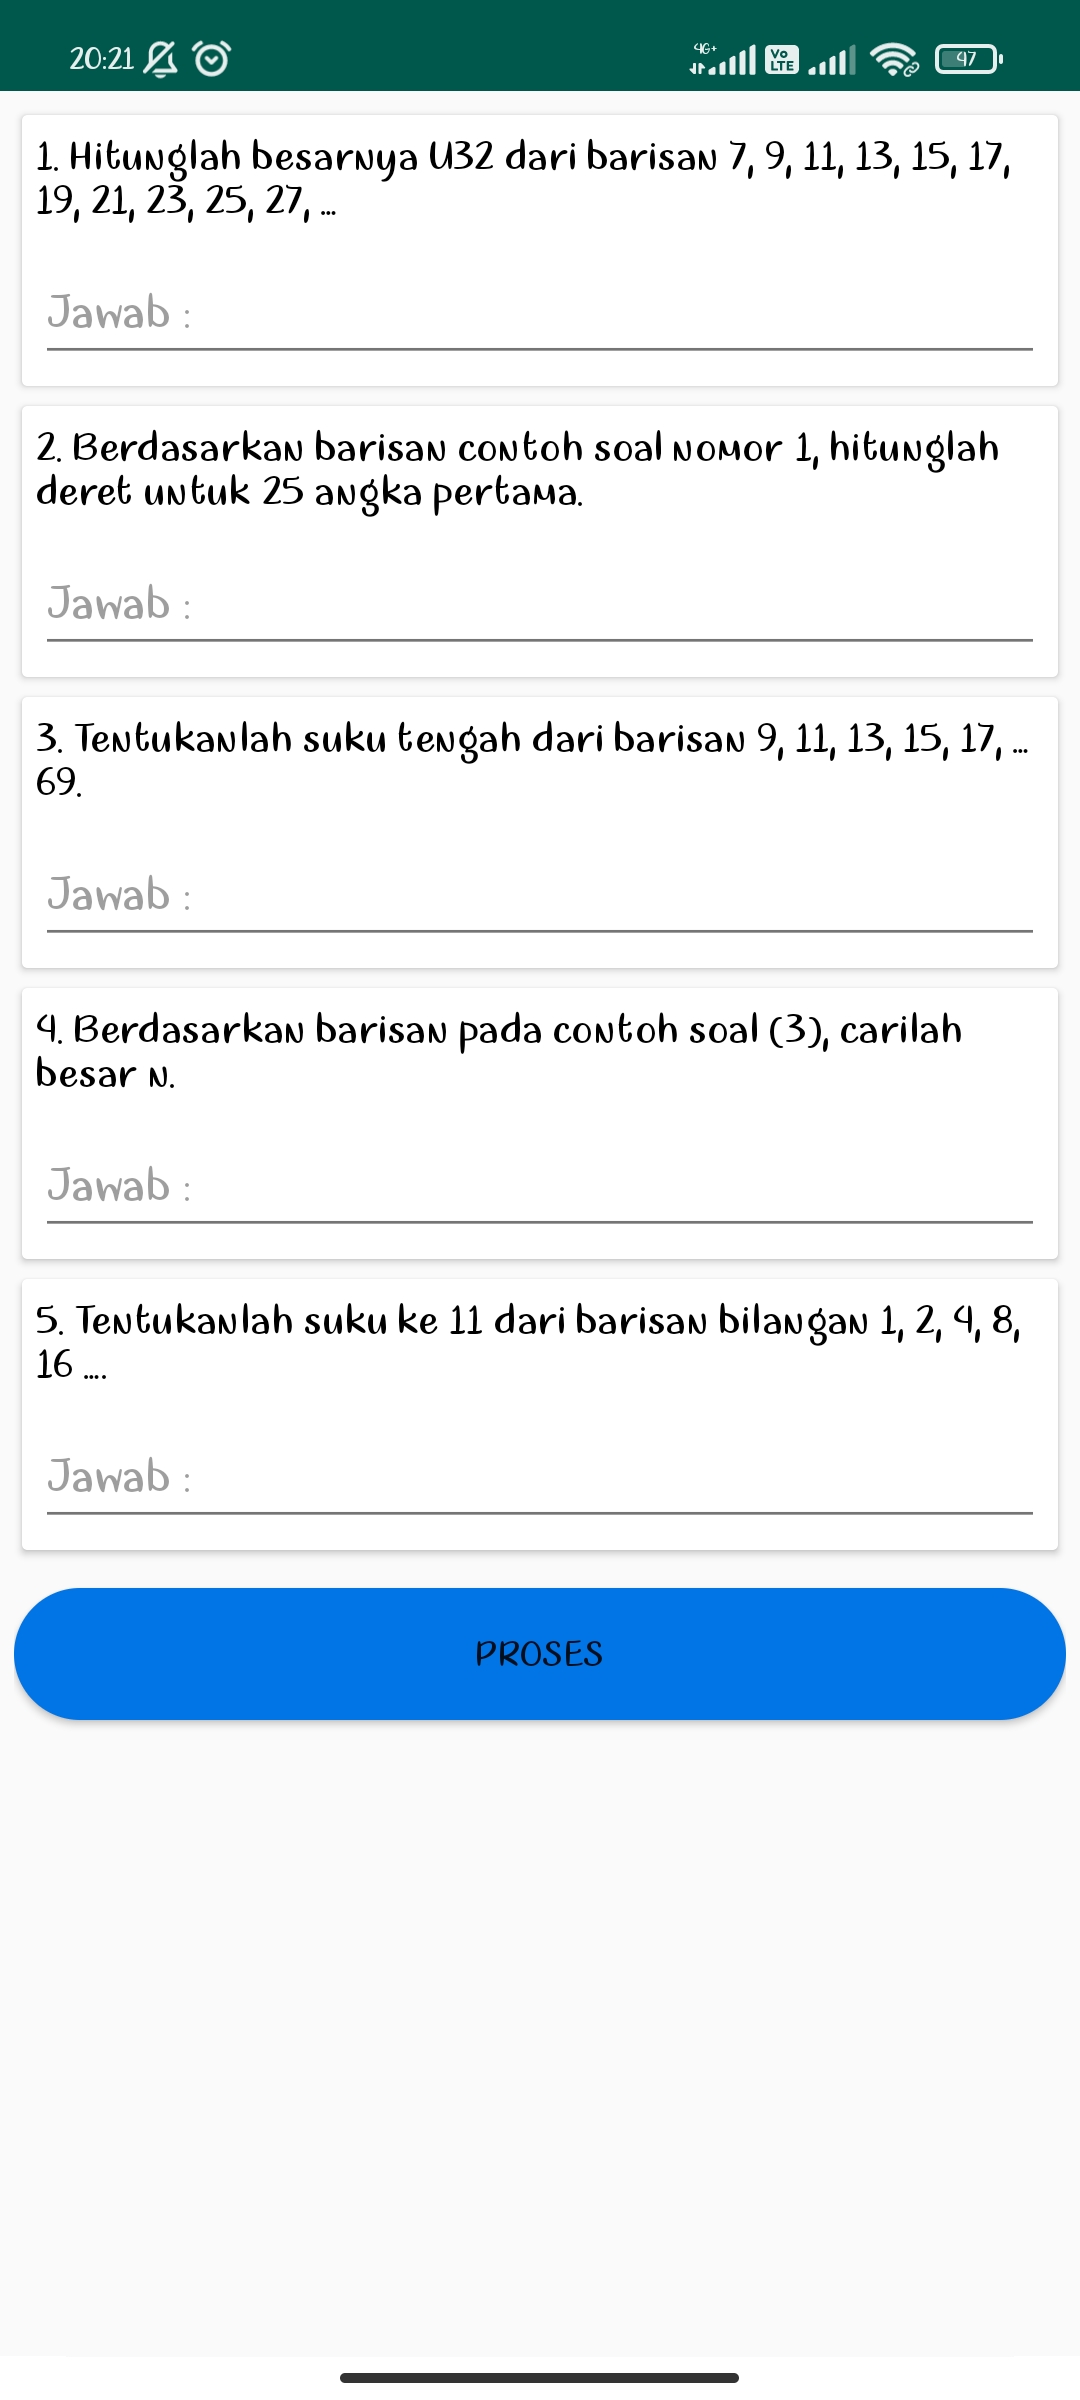 20:21 4G+ Vo LTE 47
1. Hitunglah besarnya U32 dari barisan 7, 9, 11, 13, 15, 17,
19, 21, 23, 25, 27, ...
Jawab :
2. Berdasarkan barisan contoh soal nomor 1, hitunglah
deret untuk 25 angka pertama.
Jawab :
3. Tentukanlah suku tengah dari barisan 9, 11, 13, 15, 17, ...
69.
Jawab :
4. Berdasarkan barisan pada contoh soal (3), carilah
besar n.
Jawab :
5. Tentukanlah suku ke 11 dari barisan bilangan 1, 2, 4, 8,
16 ....
Jawab :
PROSES